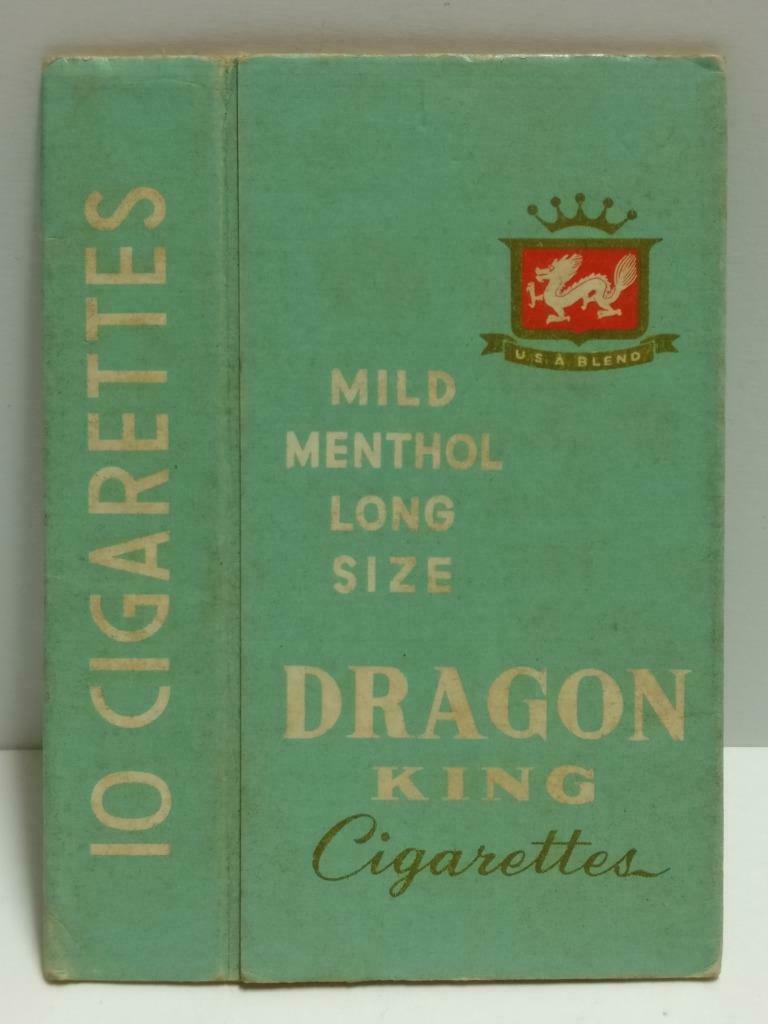 10 CIGARETTES
U.S.A BLEND
MILD
MENTHOL
LONG
SIZE
DRAGON
KING
Cigarettes